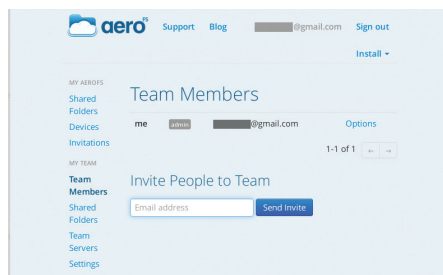 aeroFS Support Blog @gmail.com Sign out
Install
MY AEROFS
Shared
Folders
Devices
Invitations
MY TEAM
Team
Members
Shared
Folders
Team
Servers
Settings
Team Members
me admin @gmail.com Options
1-1 of 1 ← →
Invite People to Team
Email address Send Invite